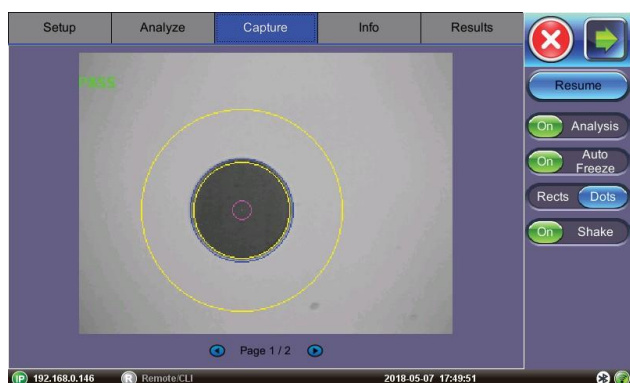 Setup Analyze Capture Info Results
PASS
Resume
On Analysis
On Auto Freeze
Rects Dots
On Shake
Page 1 / 2
IP 192.168.0.146 R Remote/CLI 2018-05-07 17:49:51